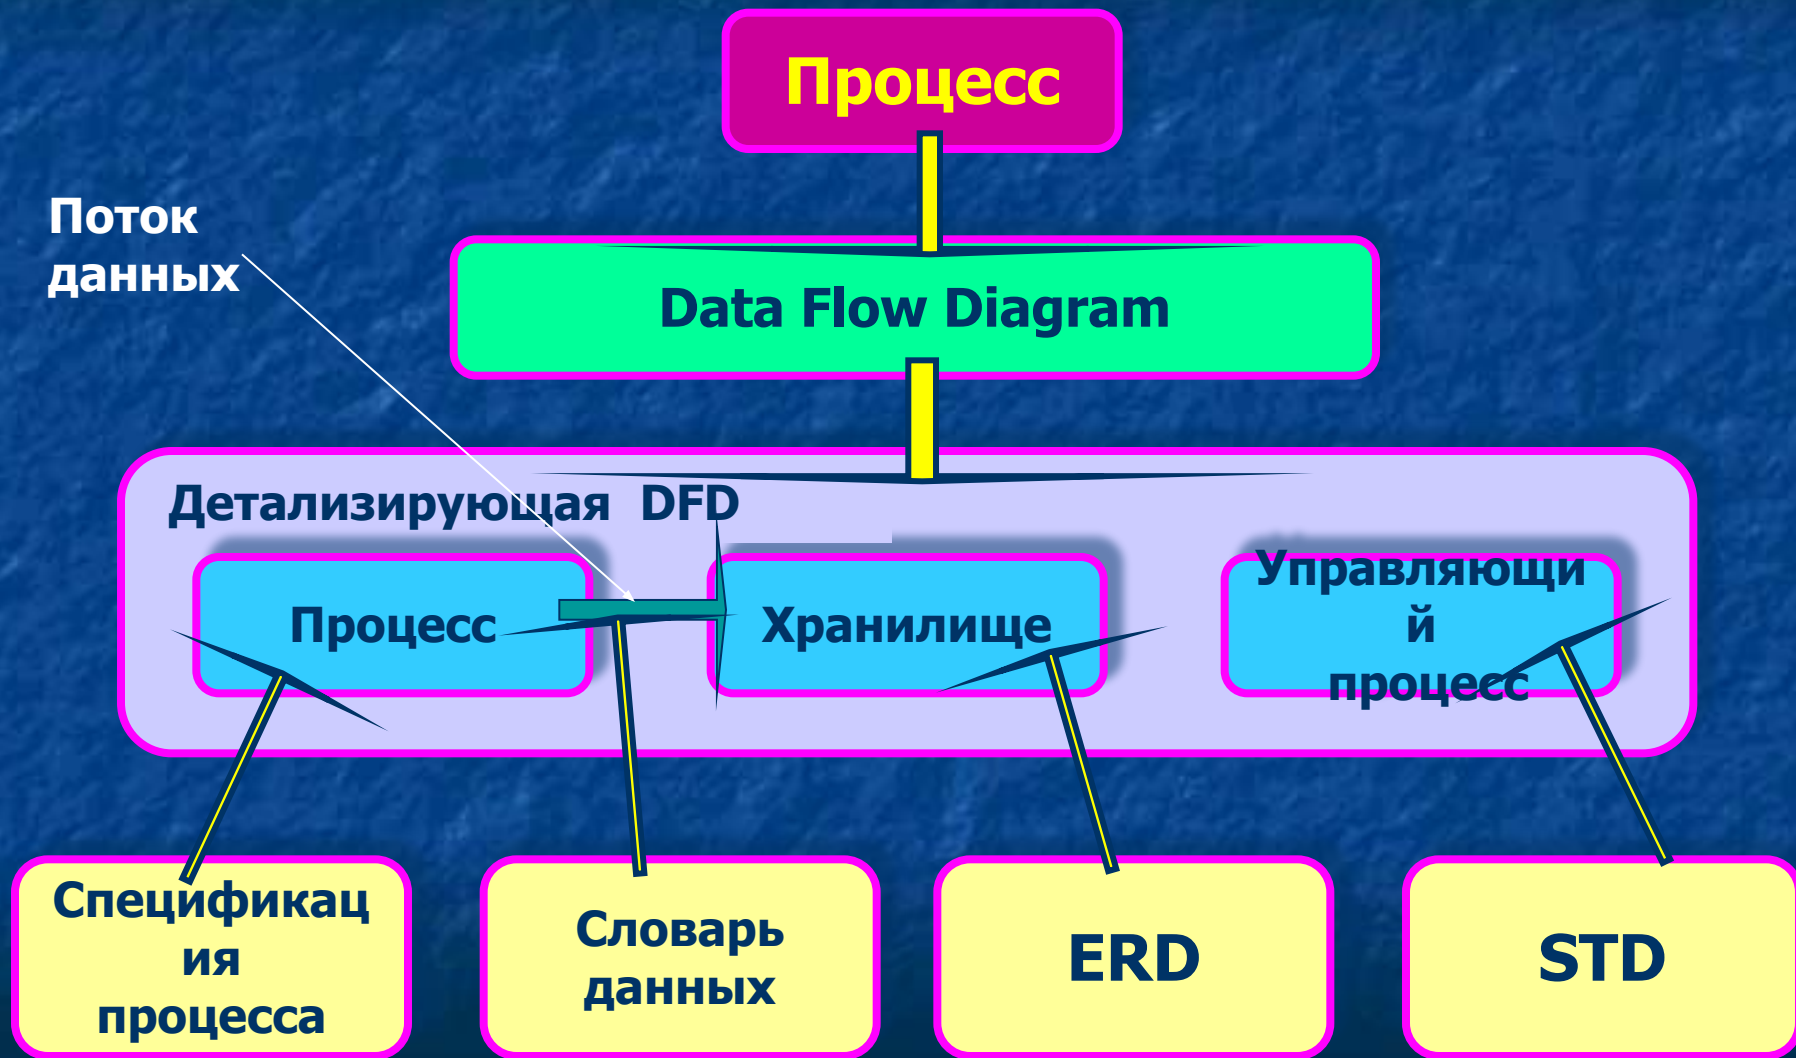 Процесс
Поток
данных
Data Flow Diagram
Детализирующая DFD
Процесс
Хранилище
Управляющи
й
процесс
Спецификац
ия
процесса
Словарь
данных
ERD
STD